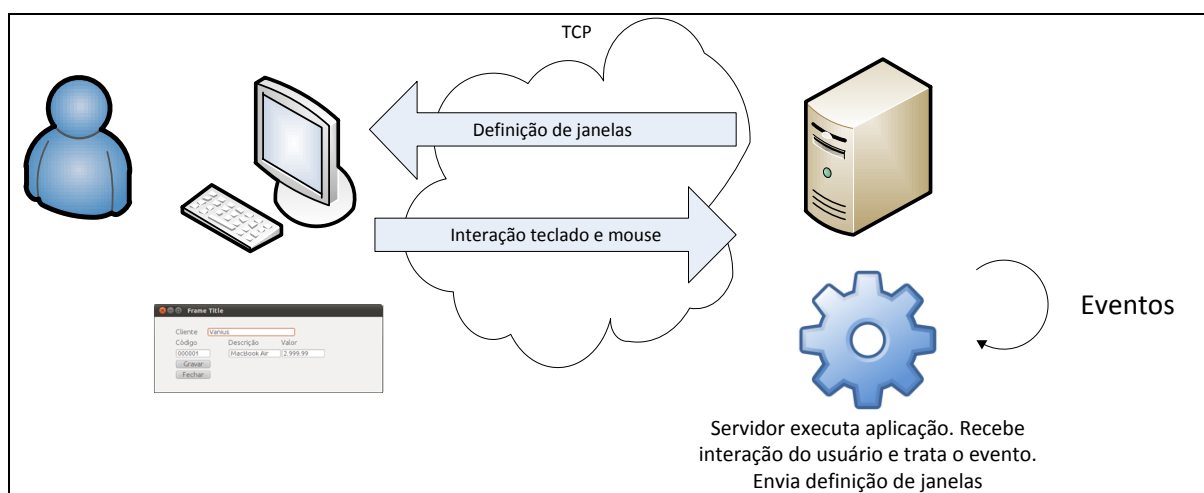 TCP
Definição de janelas
Interação teclado e mouse
Frame Title
Cliente Vanius
Código Descrição Valor
000001 MacBook Air 2.999.99
Gravar
Fechar
Eventos
Servidor executa aplicação. Recebe
interação do usuário e trata o evento.
Envia definição de janelas